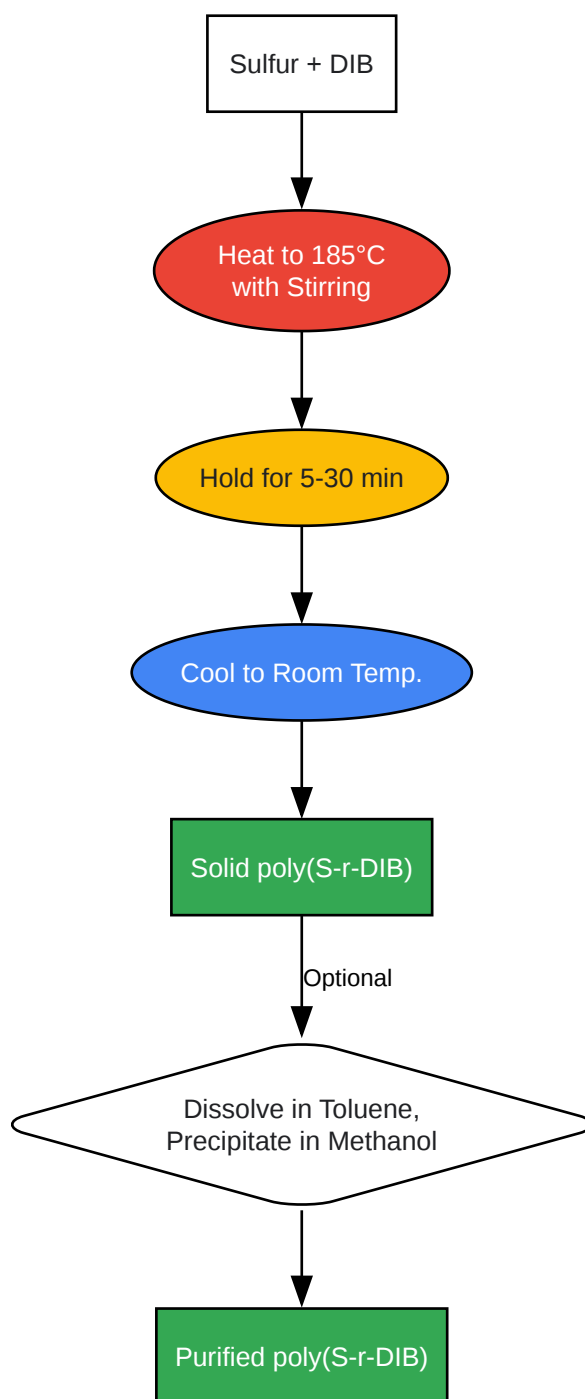 Sulfur + DIB
Heat to 185°C
with Stirring
Hold for 5-30 min
Cool to Room Temp.
Solid poly(S-r-DIB)
Optional
Dissolve in Toluene,
Precipitate in Methanol
Purified poly(S-r-DIB)